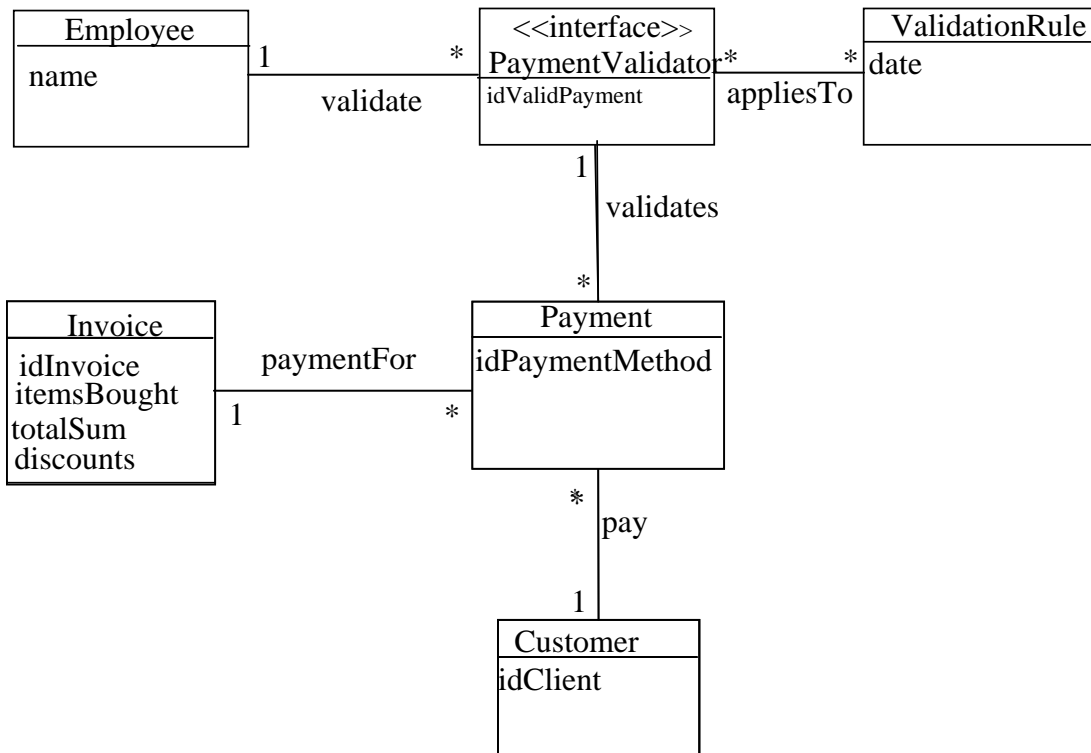 Employee
name
1
*
validate
<<interface>>
PaymentValidator
idValidPayment
*
*
appliesTo
ValidationRule
date
1
validates
*
Invoice
idInvoice
itemsBought
totalSum
discounts
paymentFor
1
*
Payment
idPaymentMethod
*
pay
1
Customer
idClient